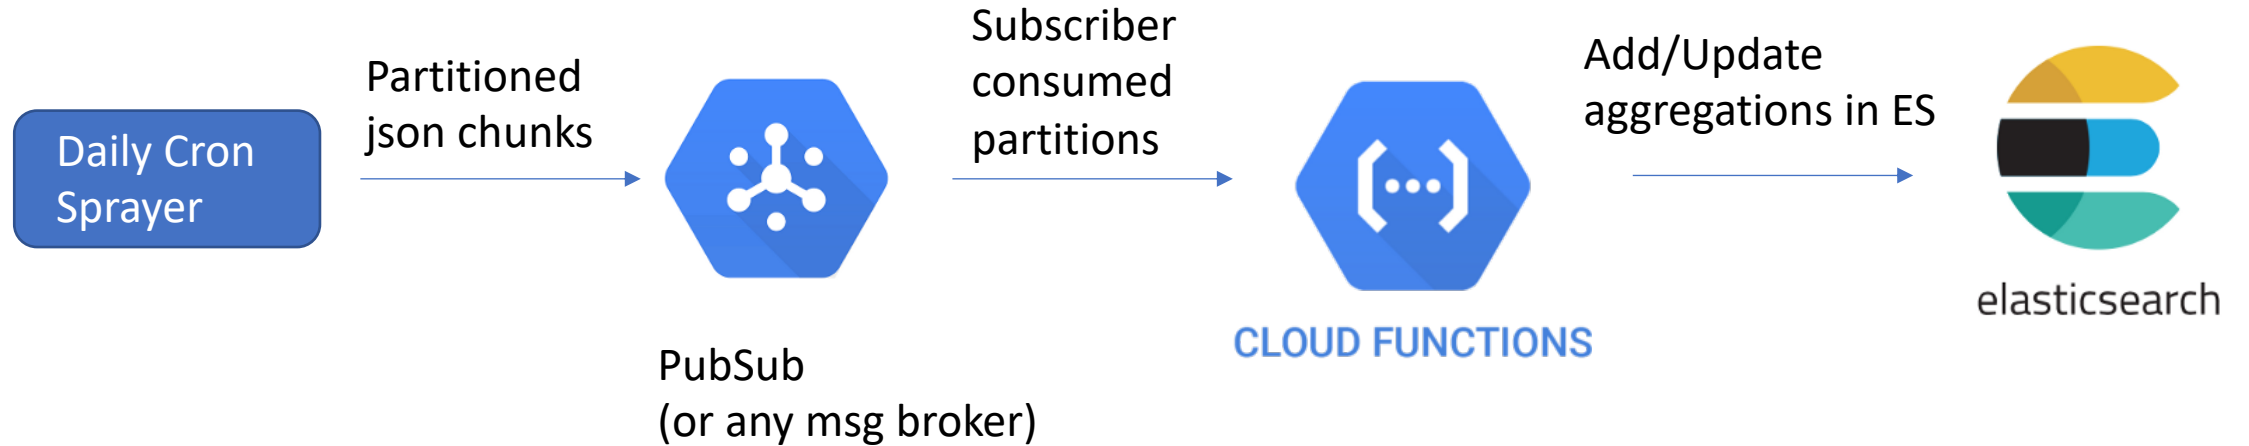 Daily Cron
Sprayer
Partitioned
json chunks
PubSub
(or any msg broker)
Subscriber
consumed
partitions
CLOUD FUNCTIONS
Add/Update
aggregations in ES
elasticsearch